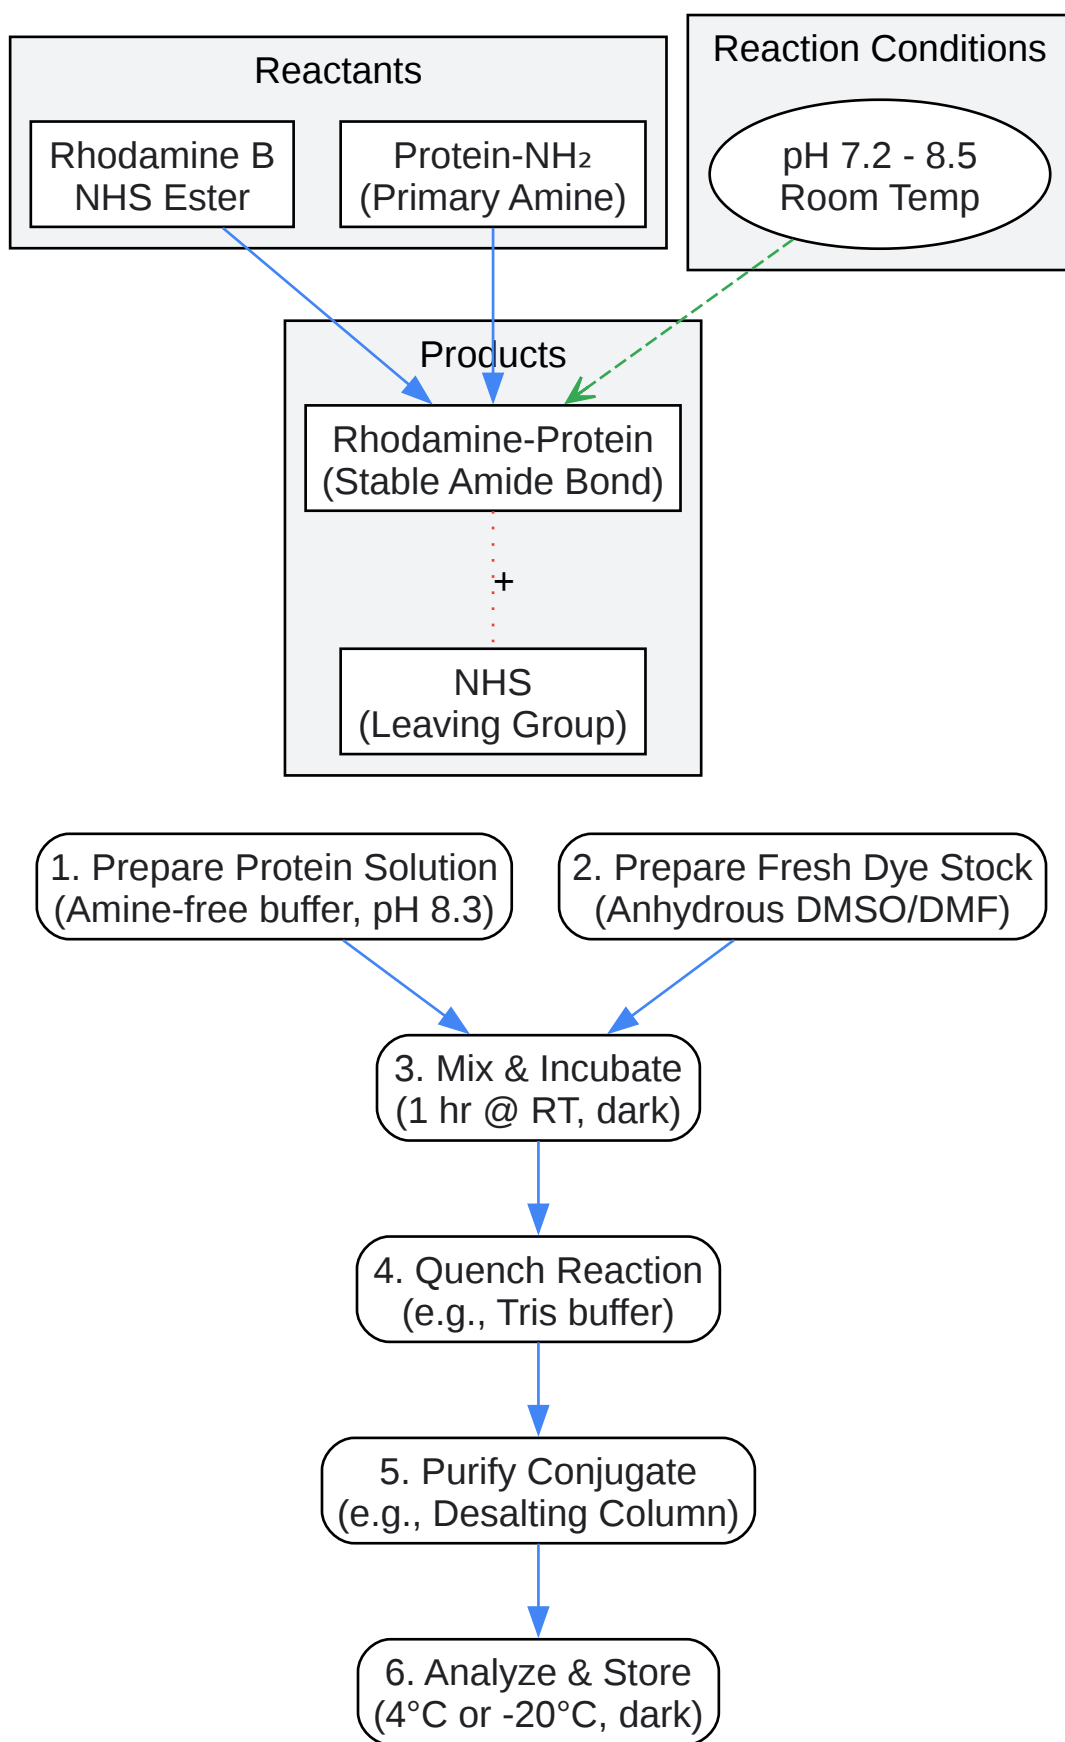 Reactants
Reaction Conditions
Rhodamine B
NHS Ester
Protein-NH₂
(Primary Amine)
pH 7.2 - 8.5
Room Temp
Products
Rhodamine-Protein
(Stable Amide Bond)
+
NHS
(Leaving Group)
1. Prepare Protein Solution
(Amine-free buffer, pH 8.3)
2. Prepare Fresh Dye Stock
(Anhydrous DMSO/DMF)
3. Mix & Incubate
(1 hr @ RT, dark)
4. Quench Reaction
(e.g., Tris buffer)
5. Purify Conjugate
(e.g., Desalting Column)
6. Analyze & Store
(4°C or -20°C, dark)